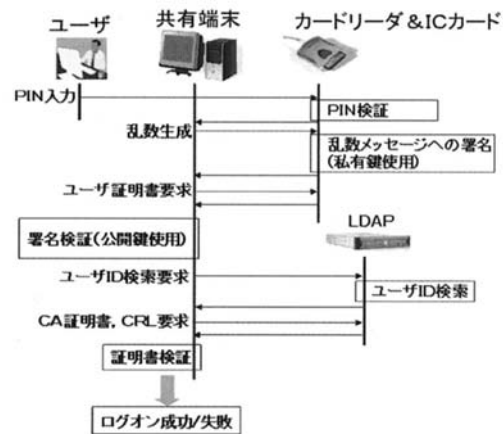 ユーザ
共有端末
カードリーダ&ICカード
PIN入力
PIN検証
乱数生成
乱数メッセージへの署名
(私有鍵使用)
ユーザ証明書要求
LDAP
署名検証(公開鍵使用)
ユーザID検索要求
ユーザID検索
CA証明書, CRL要求
証明書検証
ログオン成功/失敗